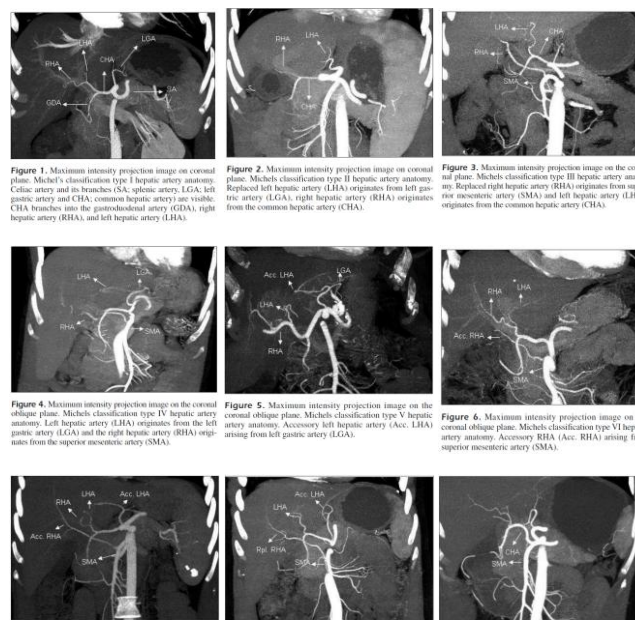 LHA
LGA
RHA
CHA
SA
GDA
RHA
LHA
CHA
LHA
CHA
RHA
SMA
Figure 1. Maximum intensity projection image on coronal
plane. Michel's classification type I hepatic artery anatomy.
Celiac artery and its branches (SA; splenic artery, LGA; left
gastric artery and CHA; common hepatic artery) are visible.
CHA branches into the gastroduodenal artery (GDA), right
hepatic artery (RHA), and left hepatic artery (LHA).
Figure 2. Maximum intensity projection image on coronal
plane. Michels classification type II hepatic artery anatomy.
Replaced left hepatic artery (LHA) originates from left gas-
tric artery (LGA), right hepatic artery (RHA) originates
from the common hepatic artery (CHA).
Figure 3. Maximum intensity projection image on the co
nal plane. Michels classification type III hepatic artery ana
my. Replaced right hepatic artery (RHA) originates from su
rior mesenteric artery (SMA) and left hepatic artery (LH
originates from the common hepatic artery (CHA).
LHA
LGA
RHA
SMA
Acc. LHA
LGA
LHA
RHA
RHA
LHA
Acc. RHA
SMA
Figure 4. Maximum intensity projection image on the coronal
oblique plane. Michels classification type IV hepatic artery
anatomy. Left hepatic artery (LHA) originates from the left
gastric artery (LGA) and the right hepatic artery (RHA) origi-
nates from the superior mesenteric artery (SMA).
Figure 5. Maximum intensity projection image on the
coronal oblique plane. Michels classification type V hepatic
artery anatomy. Accessory left hepatic artery (Acc. LHA)
arising from left gastric artery (LGA).
Figure 6. Maximum intensity projection image on
coronal oblique plane. Michels classification type VI hepa
artery anatomy. Accessory RHA (Acc. RHA) arising fr
superior mesenteric artery (SMA).
LHA
Acc. LHA
RHA
Acc. RHA
SMA
Acc. LHA
LHA
Rpl. RHA
SMA
CHA
SMA